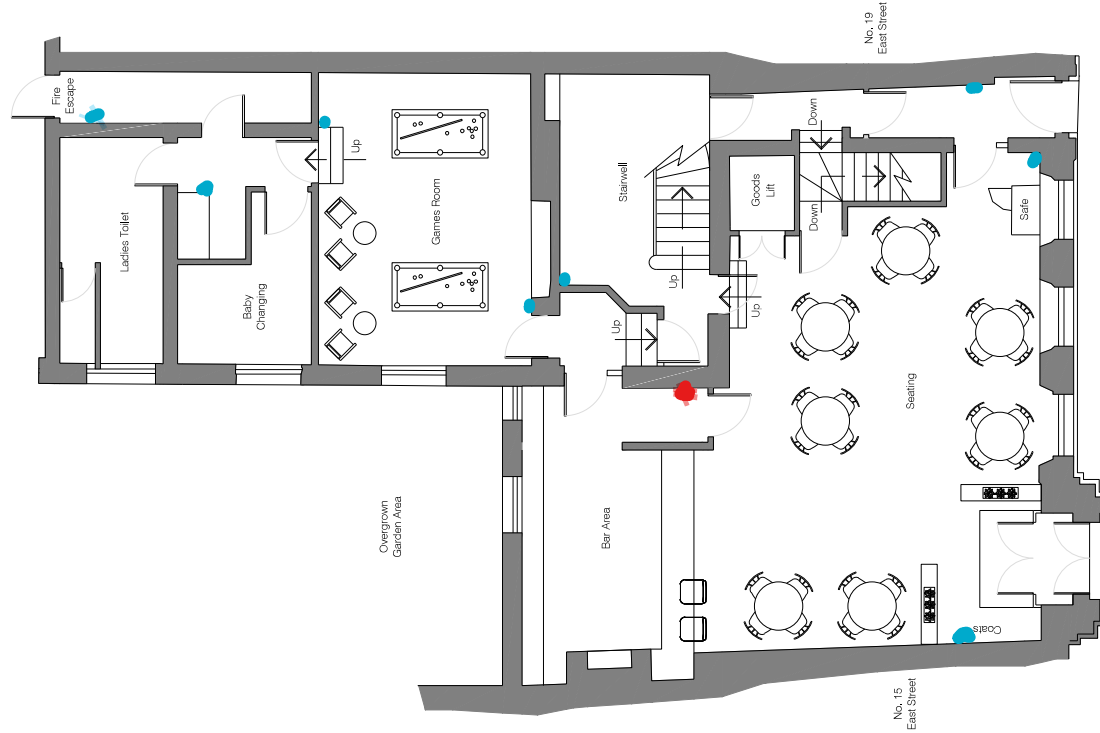 No. 19
East Street
Fire
Escape
Up
Down
Stairwell
Goods
Lift
Games Room
Ladies Toilet
Safe
Down
Baby
Changing
Up
Up
Up
Seating
Overgrown
Garden Area
Bar Area
Coats
No. 15
East Street